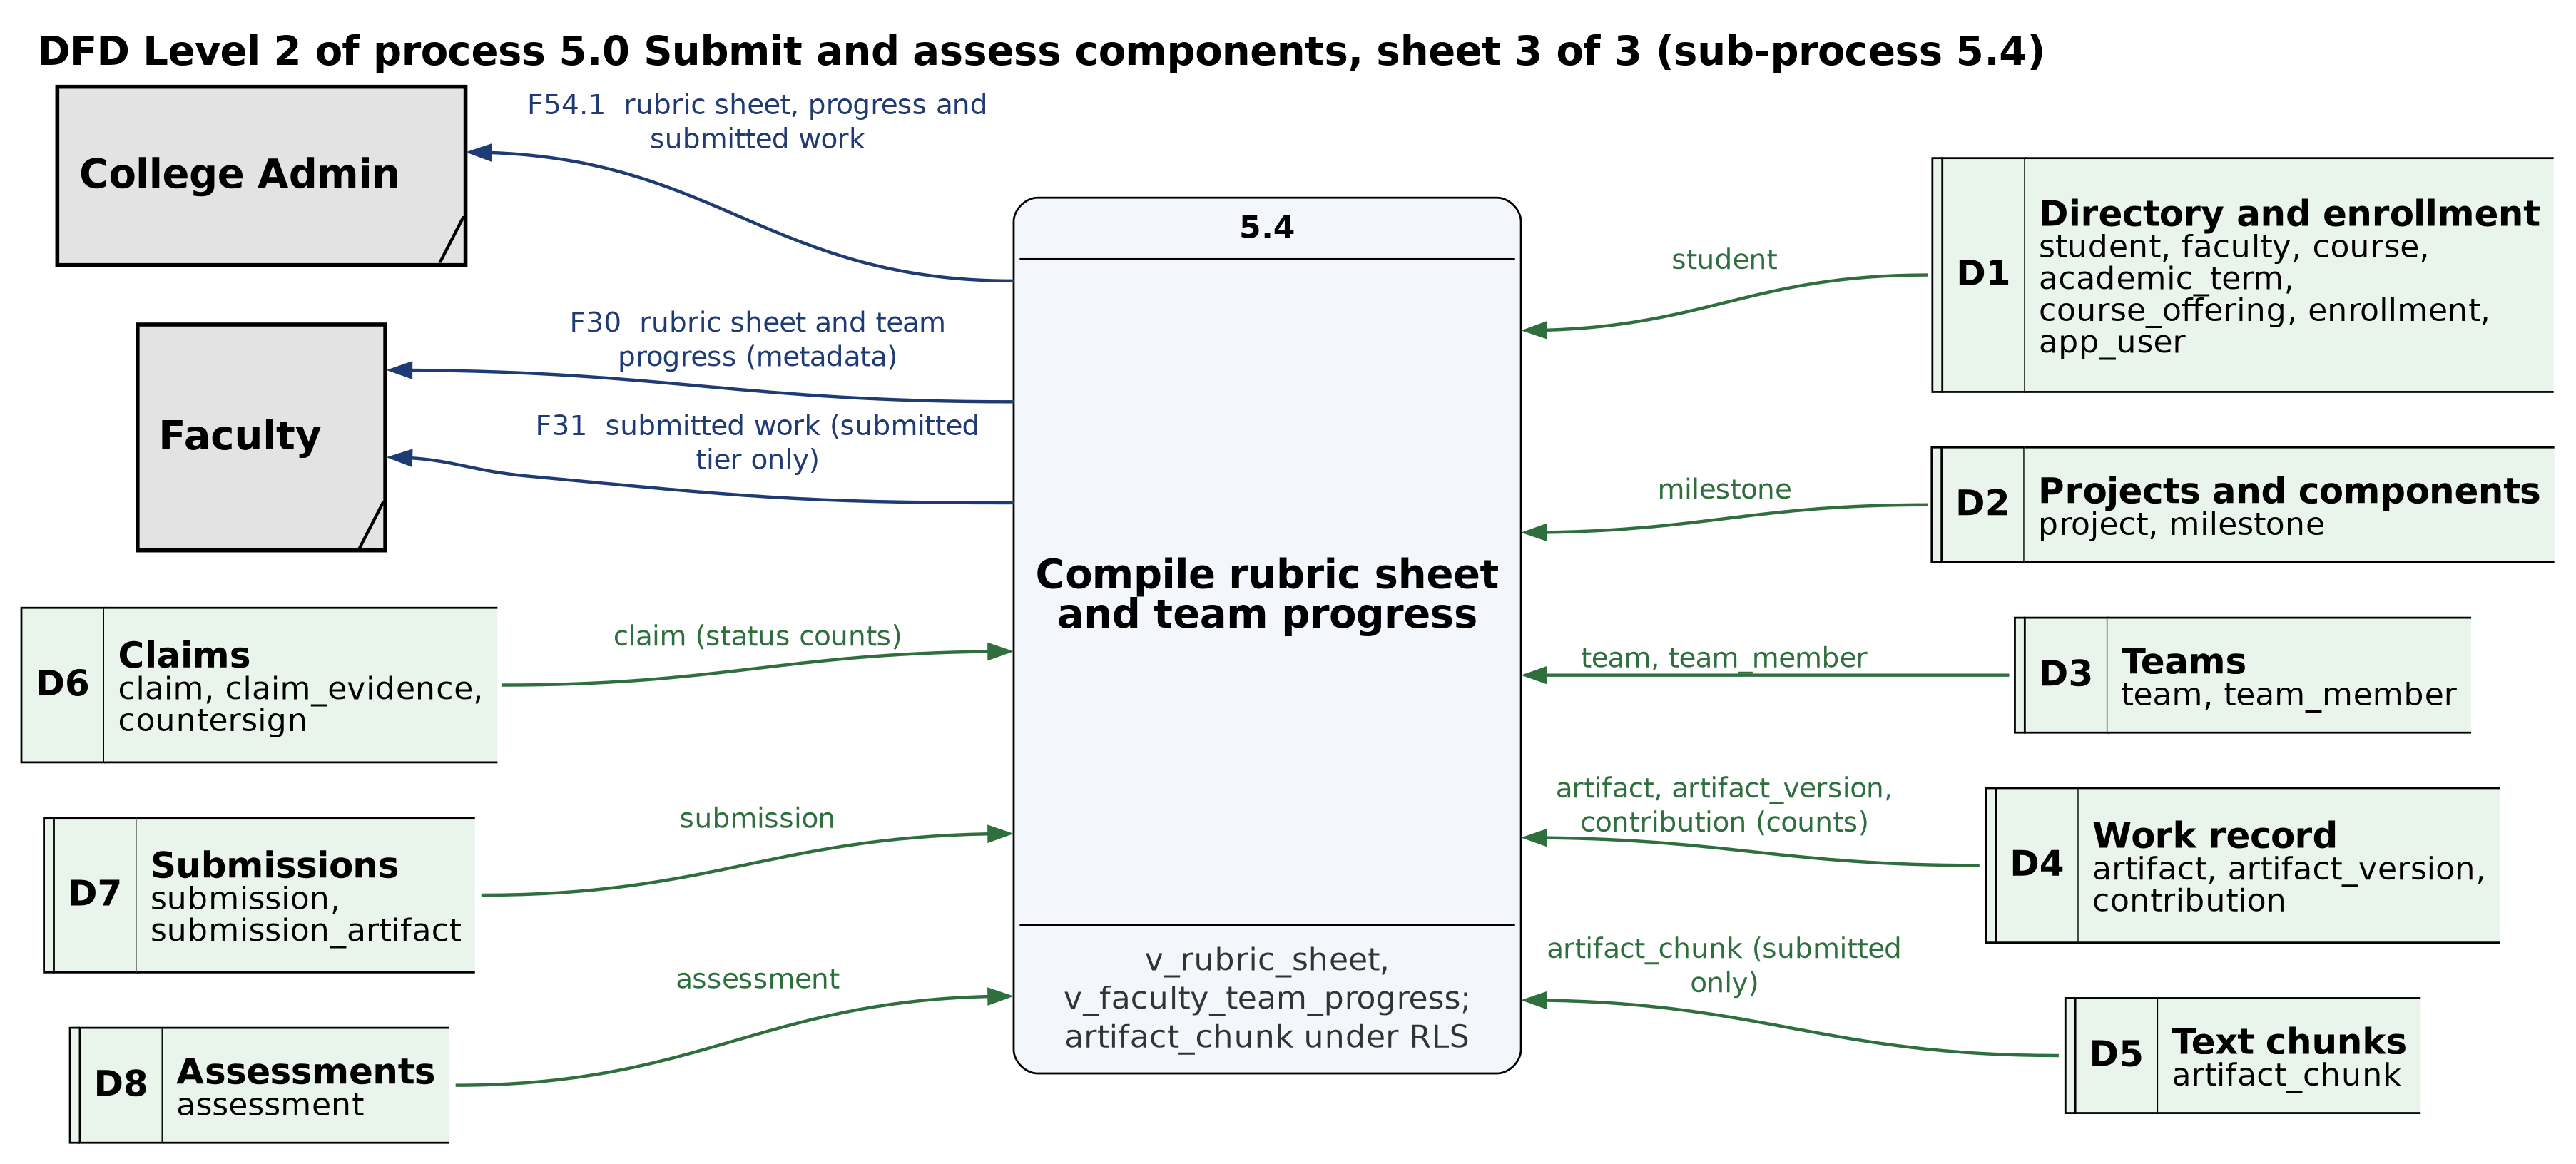 DFD Level 2 of process 5.0 Submit and assess components, sheet 3 of 3 (sub-process 5.4)
College Admin
F54.1 rubric sheet, progress and
submitted work
Faculty
F30 rubric sheet and team
progress (metadata)
F31 submitted work (submitted
tier only)
D6
Claims
claim, claim_evidence,
countersign
claim (status counts)
D7
Submissions
submission,
submission_artifact
submission
D8
Assessments
assessment
assessment
5.4
Compile rubric sheet
and team progress
v_rubric_sheet,
v_faculty_team_progress;
artifact_chunk under RLS
student
D1
Directory and enrollment
student, faculty, course,
academic_term,
course_offering, enrollment,
app_user
milestone
D2
Projects and components
project, milestone
team, team_member
D3
Teams
team, team_member
artifact, artifact_version,
contribution (counts)
D4
Work record
artifact, artifact_version,
contribution
artifact_chunk (submitted
only)
D5
Text chunks
artifact_chunk